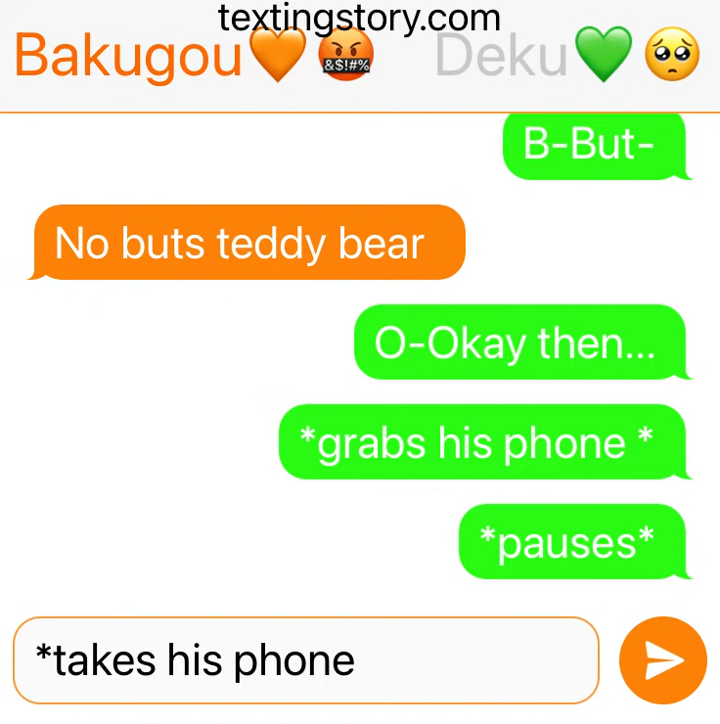 textingstory.com
Bakugou🧡🤬 Deku💚🥺
B-But-
No buts teddy bear
O-Okay then...
*grabs his phone *
*pauses*
*takes his phone